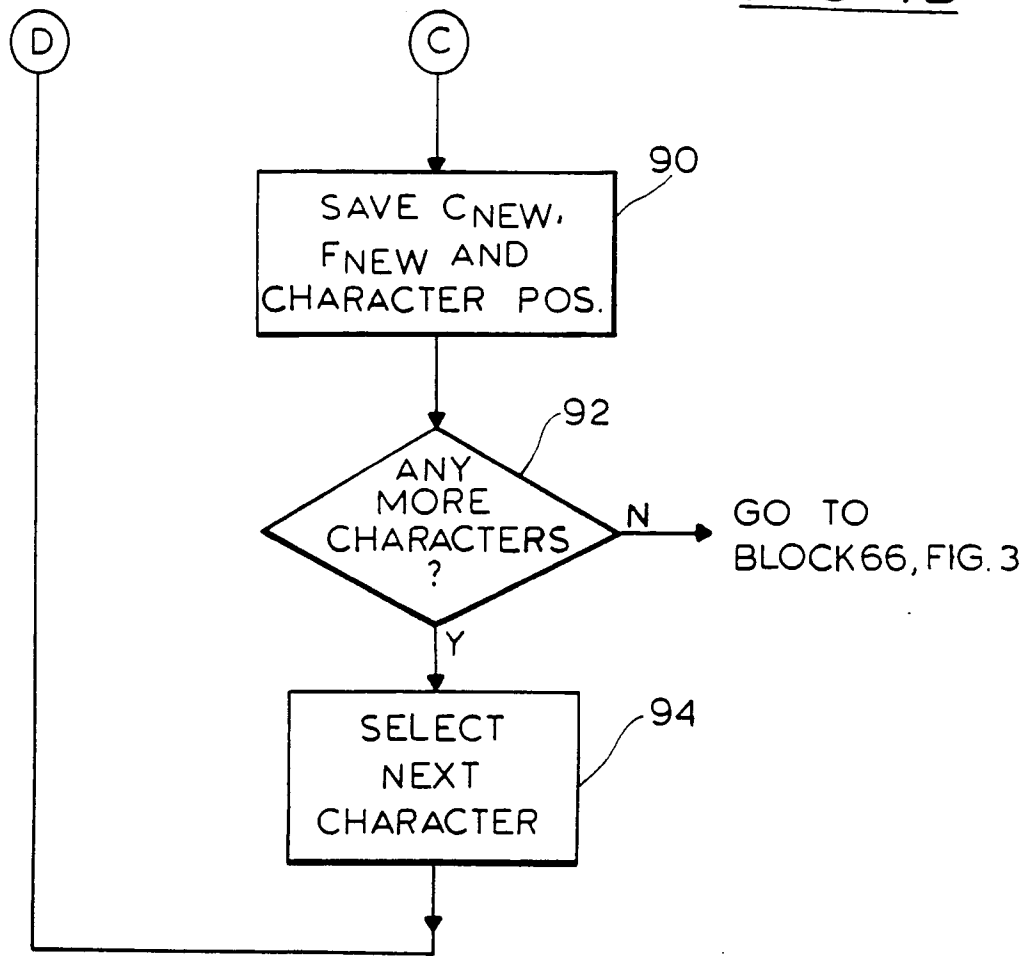 D
C
90
SAVE CNEW,
FNEW AND
CHARACTER POS.
92
ANY
MORE
CHARACTERS
?
N
GO TO
BLOCK 66, FIG. 3
Y
94
SELECT
NEXT
CHARACTER